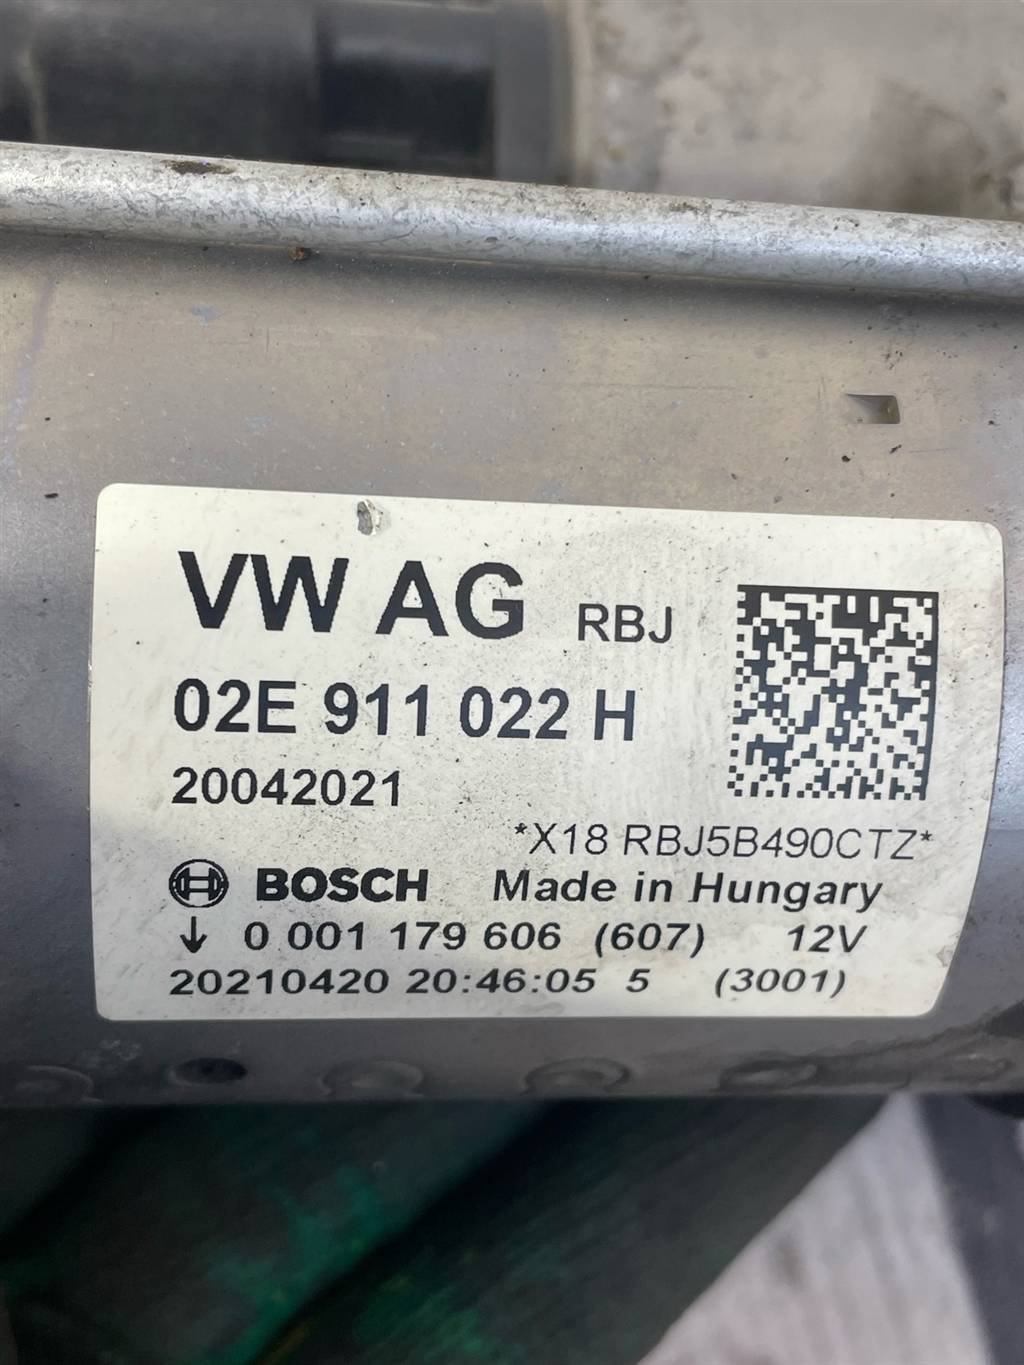 VW AG RBJ
02E 911 022 H
20042021
*X18 RBJ5B490CTZ*
BOSCH Made in Hungary
↓ 0 001 179 606 (607) 12V
20210420 20:46:05 5 (3001)